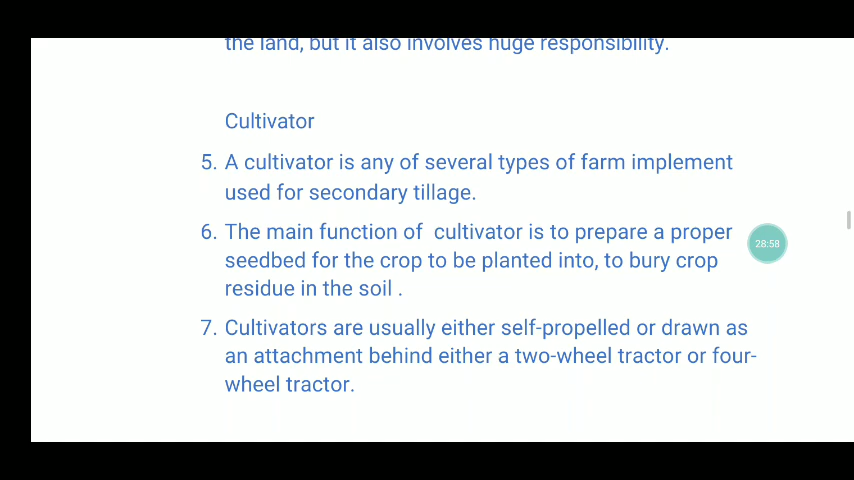 the land, but it also involves huge responsibility.
Cultivator
5. A cultivator is any of several types of farm implement
used for secondary tillage.
6. The main function of  cultivator is to prepare a proper
seedbed for the crop to be planted into, to bury crop
residue in the soil .
7. Cultivators are usually either self-propelled or drawn as
an attachment behind either a two-wheel tractor or four-
wheel tractor.
28:58